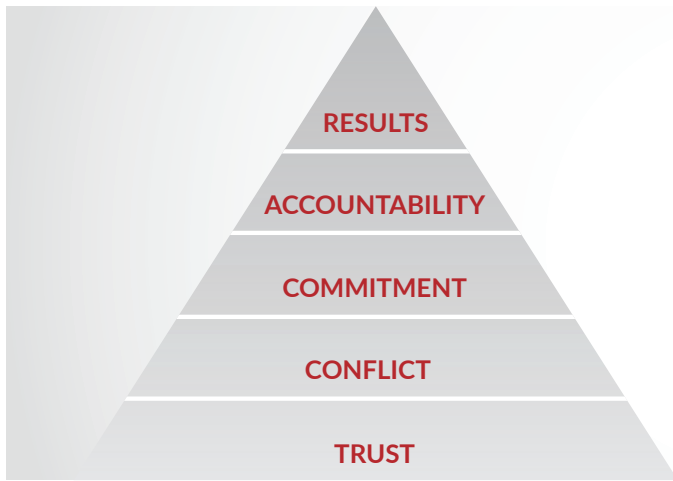 RESULTS
ACCOUNTABILITY
COMMITMENT
CONFLICT
TRUST